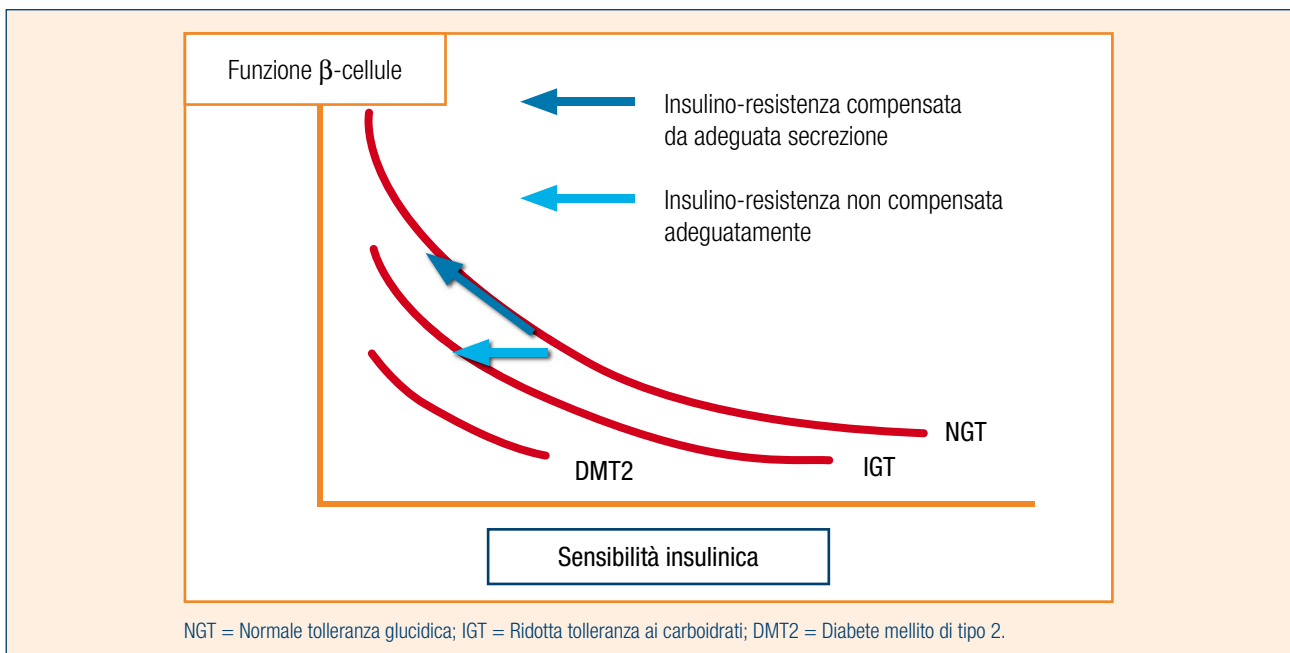 Funzione β-cellule
Insulino-resistenza compensata
da adeguata secrezione
Insulino-resistenza non compensata
adeguatamente
NGT
IGT
DMT2
Sensibilità insulinica
NGT = Normale tolleranza glucidica; IGT = Ridotta tolleranza ai carboidrati; DMT2 = Diabete mellito di tipo 2.